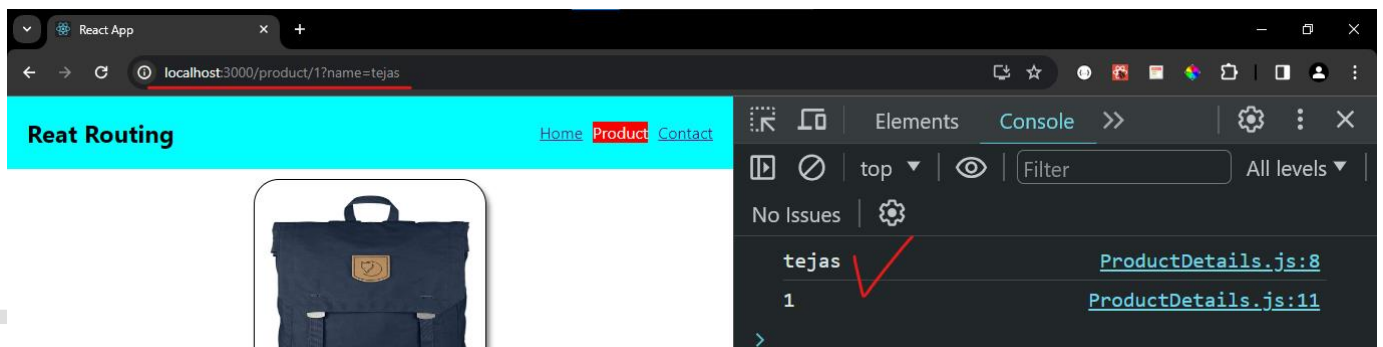 React App
localhost:3000/product/1?name=tejas
Reat Routing
Home Product Contact
Elements Console
top Filter All levels
No Issues
tejas ProductDetails.js:8
1 ProductDetails.js:11